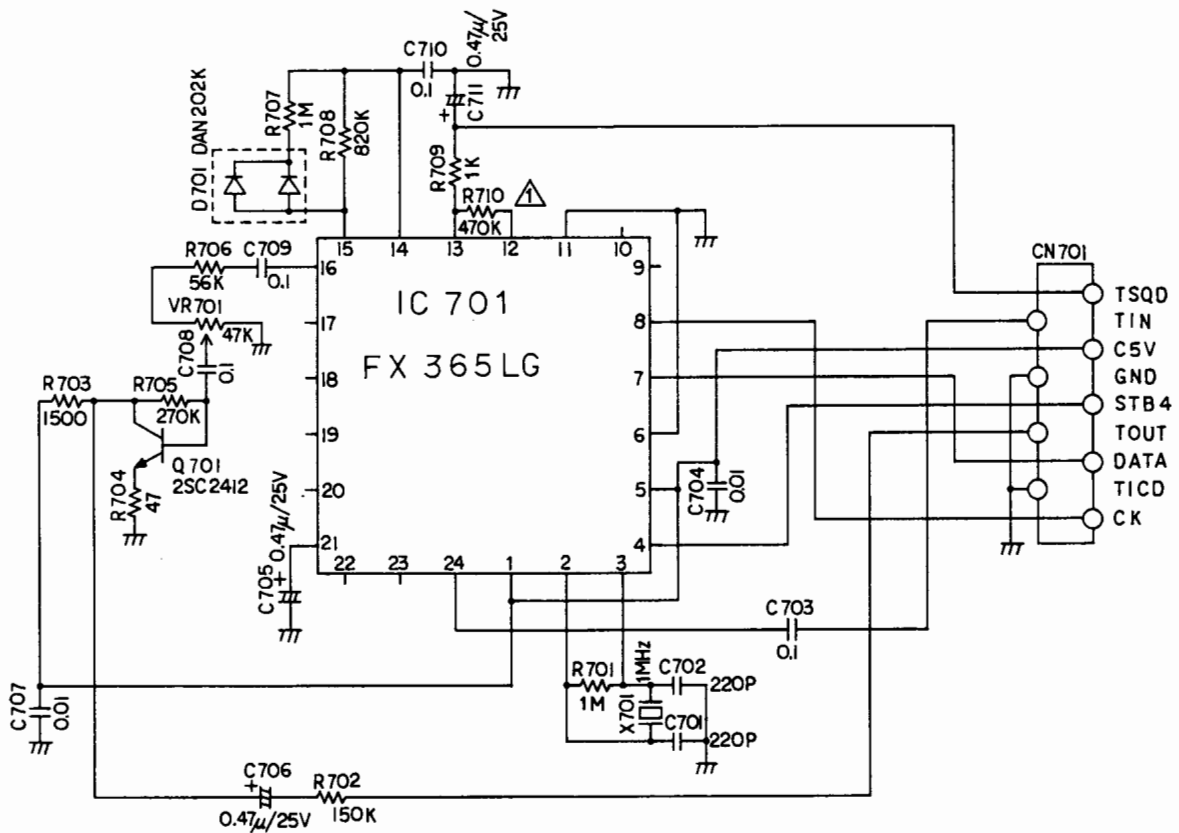 C710
0.1
0.47μ/25V
C711
+
R707
1M
R708
820K
D701 DAN202K
R709
1K
R710
470K
1
15
14
13
12
11
10
R706
56K
C709
0.1
16
9
VR701
47K
17
8
C708
0.1
18
7
R703
1500
R705
270K
19
6
Q701
2SC2412
R704
47
20
5
21
4
22
23
24
1
2
3
IC 701
FX 365LG
C704
0.01
CN701
TSQD
TIN
C5V
GND
STB4
TOUT
DATA
TICD
CK
C705
+
0.47μ/25V
C703
0.1
R701
1M
1MHz
X701
C702
220P
C701
220P
C707
0.01
C706
+
0.47μ/25V
R702
150K